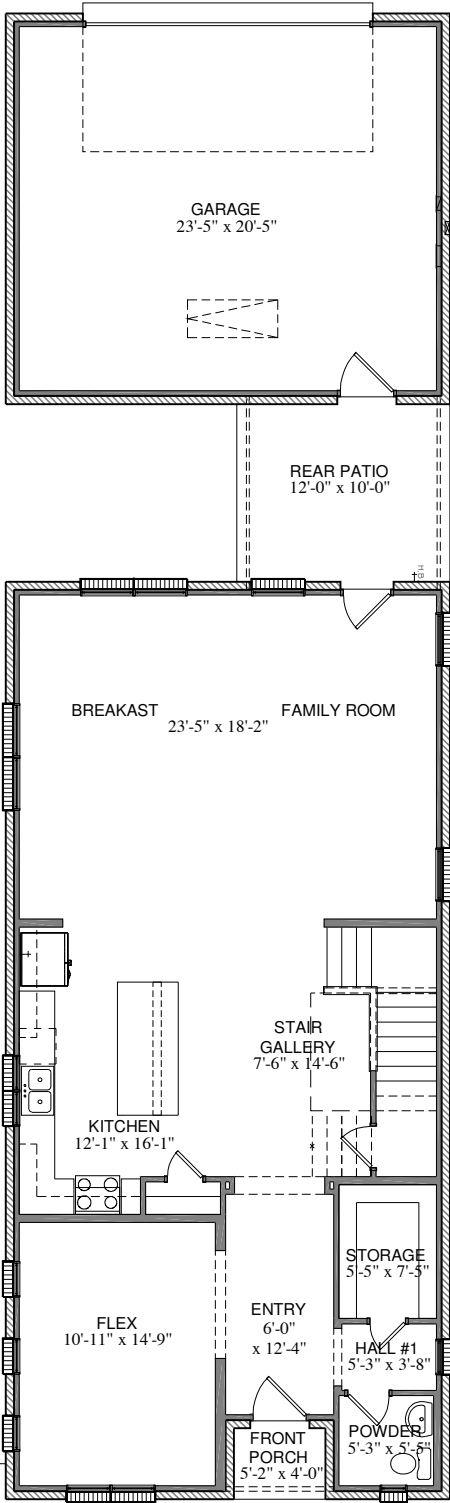 GARAGE
23'-5" x 20'-5"
REAR PATIO
12'-0" x 10'-0"
H.B.
BREAKAST
FAMILY ROOM
23'-5" x 18'-2"
STAIR
GALLERY
7'-6" x 14'-6"
KITCHEN
12'-1" x 16'-1"
STORAGE
5'-5" x 7'-5"
FLEX
10'-11" x 14'-9"
ENTRY
6'-0"
x 12'-4"
HALL #1
5'-3" x 3'-8"
POWDER
5'-3" x 5'-5"
FRONT
PORCH
5'-2" x 4'-0"